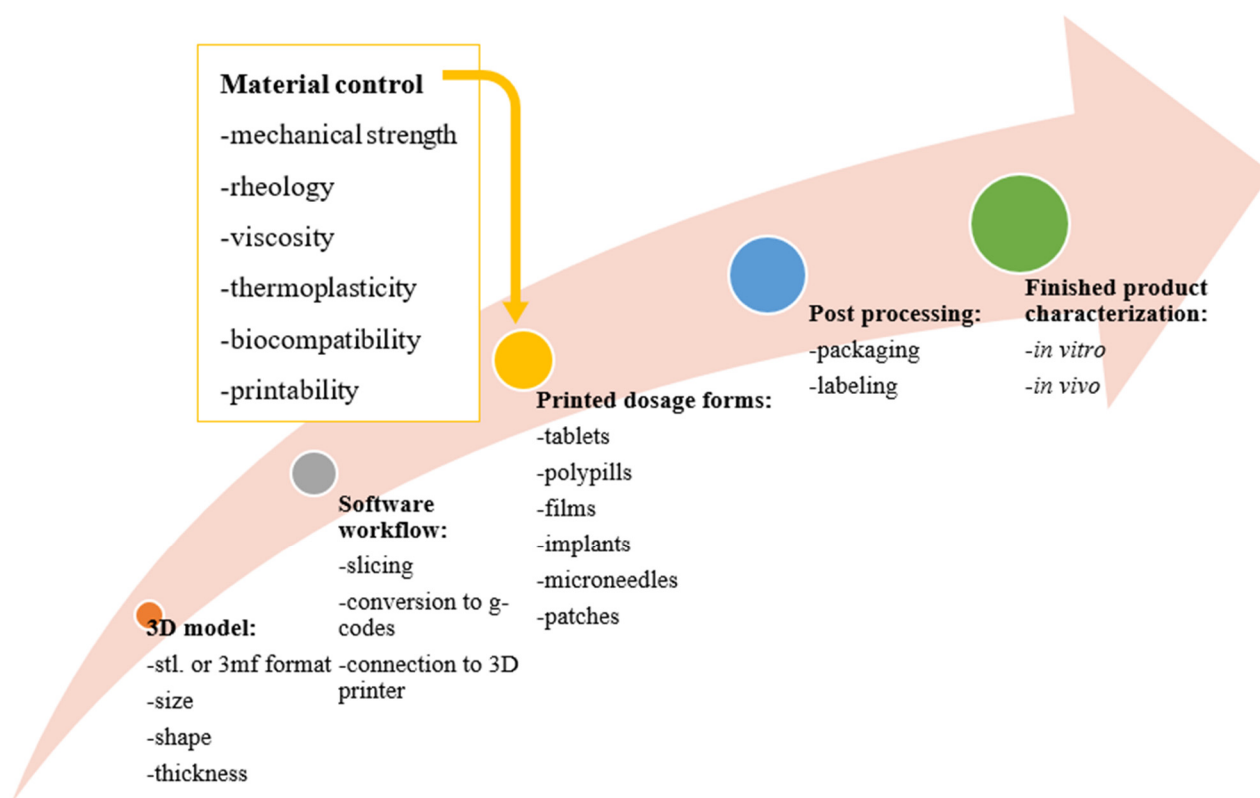 Material control
-mechanical strength
-rheology
-viscosity
-thermoplasticity
-biocompatibility
-printability
3D model:
-stl. or 3mf format
-size
-shape
-thickness
Software
workflow:
-slicing
-conversion to g-
codes
-connection to 3D
printer
Printed dosage forms:
-tablets
-polypills
-films
-implants
-microneedles
-patches
Post processing:
-packaging
-labeling
Finished product
characterization:
-in vitro
-in vivo